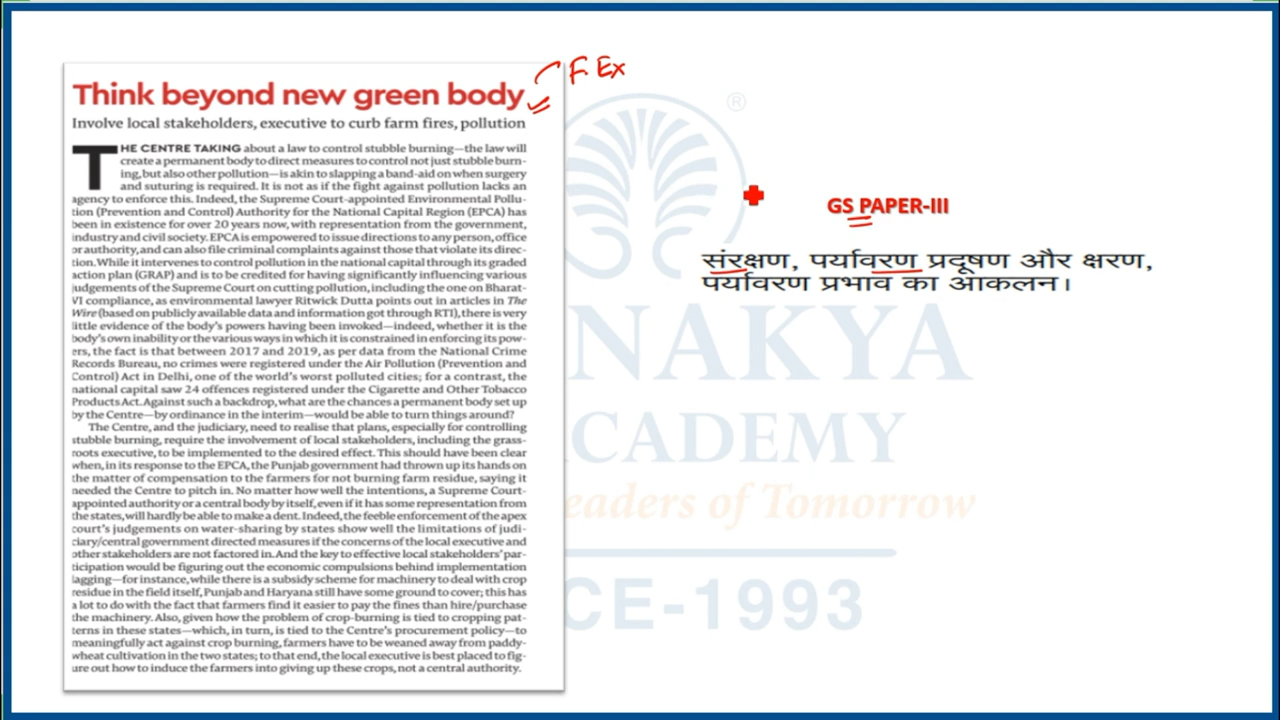 Think beyond new green body
F. Ex
Involve local stakeholders, executive to curb farm fires, pollution
THE CENTRE TAKING about a law to control stubble burning—the law will
create a permanent body to direct measures to control not just stubble burn-
ing, but also other pollution—is akin to slapping a band-aid on when surgery
and suturing is required. It is not as if the fight against pollution lacks an
agency to enforce this. Indeed, the Supreme Court-appointed Environmental Pollu-
tion (Prevention and Control) Authority for the National Capital Region (EPCA) has
been in existence for over 20 years now, with representation from the government,
industry and civil society. EPCA is empowered to issue directions to any person, office
or authority, and can also file criminal complaints against those that violate its direc-
tion. While it intervenes to control pollution in the national capital through its graded
action plan (GRAP) and is to be credited for having significantly influencing various
judgements of the Supreme Court on cutting pollution, including the one on Bharat-
VI compliance, as environmental lawyer Ritwick Dutta points out in articles in The
Wire (based on publicly available data and information got through RTI), there is very
little evidence of the body's powers having been invoked—indeed, whether it is the
body's own inability or the various ways in which it is constrained in enforcing its pow-
ers, the fact is that between 2017 and 2019, as per data from the National Crime
Records Bureau, no crimes were registered under the Air Pollution (Prevention and
Control) Act in Delhi, one of the world's worst polluted cities; for a contrast, the
national capital saw 24 offences registered under the Cigarette and Other Tobacco
Products Act. Against such a backdrop, what are the chances a permanent body set up
by the Centre—by ordinance in the interim—would be able to turn things around?
The Centre, and the judiciary, need to realise that plans, especially for controlling
stubble burning, require the involvement of local stakeholders, including the grass-
roots executive, to be implemented to the desired effect. This should have been clear
when, in its response to the EPCA, the Punjab government had thrown up its hands on
the matter of compensation to the farmers for not burning farm residue, saying it
needed the Centre to pitch in. No matter how well the intentions, a Supreme Court-
appointed authority or a central body by itself, even if it has some representation from
the states, will hardly be able to make a dent. Indeed, the feeble enforcement of the apex
court's judgements on water-sharing by states show well the limitations of judi-
ciary/central government directed measures if the concerns of the local executive and
other stakeholders are not factored in. And the key to effective local stakeholders' par-
ticipation would be figuring out the economic compulsions behind implementation
lagging—for instance, while there is a subsidy scheme for machinery to deal with crop
residue in the field itself, Punjab and Haryana still have some ground to cover; this has
a lot to do with the fact that farmers find it easier to pay the fines than hire/purchase
the machinery. Also, given how the problem of crop-burning is tied to cropping pat-
terns in these states—which, in turn, is tied to the Centre's procurement policy—to
meaningfully act against crop burning, farmers have to be weaned away from paddy-
wheat cultivation in the two states; to that end, the local executive is best placed to fig-
ure out how to induce the farmers into giving up these crops, not a central authority.
GS PAPER-III
संरक्षण, पर्यावरण प्रदूषण और क्षरण,
पर्यावरण प्रभाव का आकलन।
®
NAKYA
CADEMY
eaders of Tomorrow
CE-1993